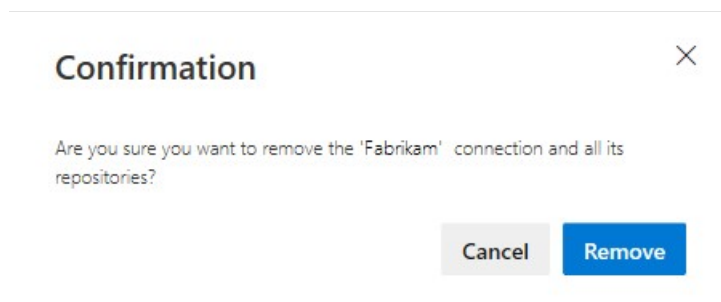 Confirmation
Are you sure you want to remove the 'Fabrikam' connection and all its
repositories?
Cancel Remove